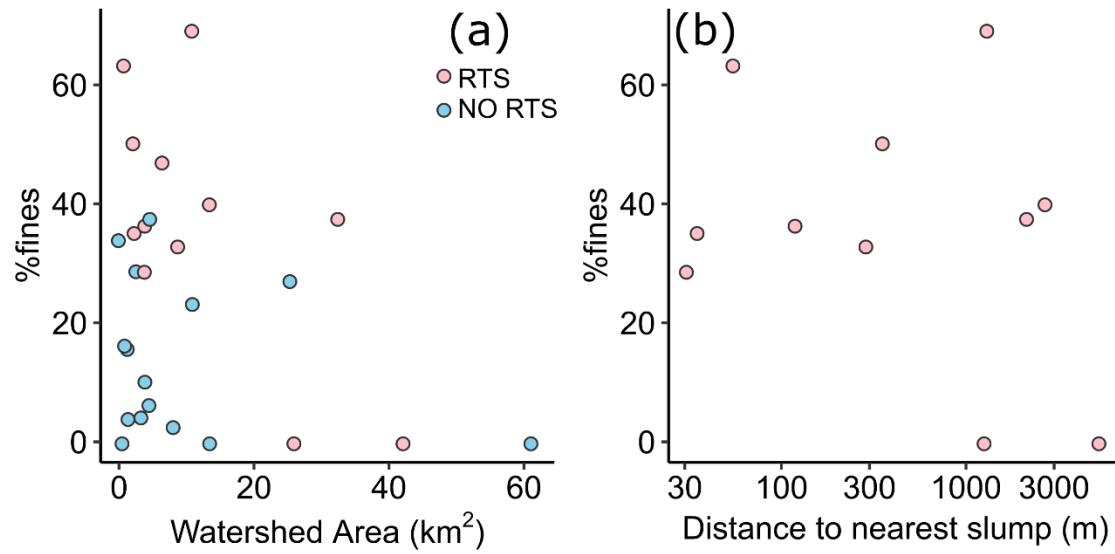 (a)
RTS
NO RTS
%fines
60
40
20
0
0 20 40 60
Watershed Area (km²)
(b)
%fines
60
40
20
0
30 100 300 1000 3000
Distance to nearest slump (m)